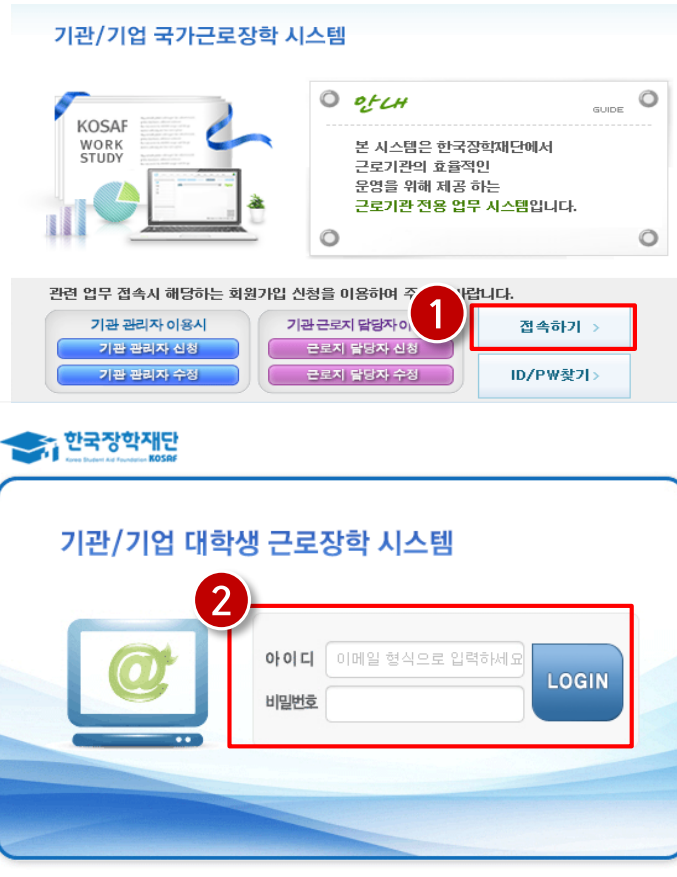 기관/기업 국가근로장학 시스템
KOSAF
WORK
STUDY
안내
GUIDE
본 시스템은 한국장학재단에서
근로기관의 효율적인
운영을 위해 제공 하는
근로기관 전용 업무 시스템입니다.
관련 업무 접속시 해당하는 회원가입 신청을 이용하여 주 랍니다.
1
기관 관리자 이용시
기관 관리자 신청
기관 관리자 수정
기관 근로지 담당자 이
근로지 담당자 신청
근로지 담당자 수정
접속하기 >
ID/PW찾기 >
한국장학재단
Korea Student Aid Foundation KOSAF
기관/기업 대학생 근로장학 시스템
2
@
아 이 디 이메일 형식으로 입력하세요
비밀번호
LOGIN